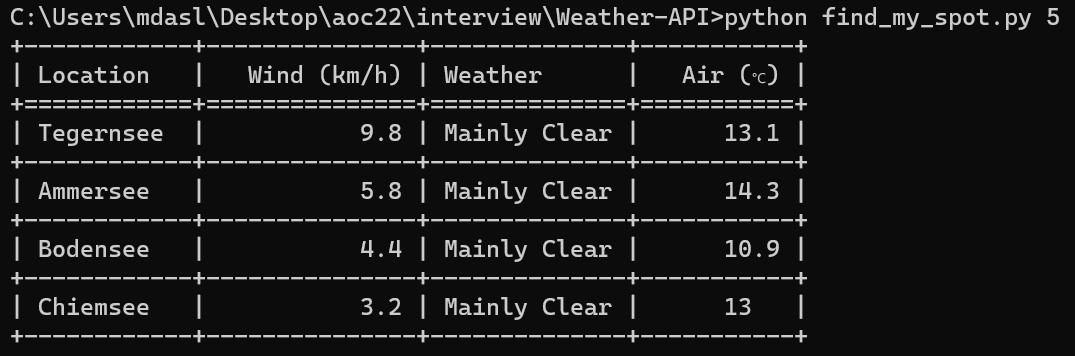 C:\Users\mdasl\Desktop\aoc22\interview\Weather-API>python find_my_spot.py 5
+------------+---------------+--------------+-----------+
| Location   |   Wind (km/h) | Weather      |   Air (℃) |
+============+===============+==============+===========+
| Tegernsee  |           9.8 | Mainly Clear |      13.1 |
+------------+---------------+--------------+-----------+
| Ammersee   |           5.8 | Mainly Clear |      14.3 |
+------------+---------------+--------------+-----------+
| Bodensee   |           4.4 | Mainly Clear |      10.9 |
+------------+---------------+--------------+-----------+
| Chiemsee   |           3.2 | Mainly Clear |      13   |
+------------+---------------+--------------+-----------+